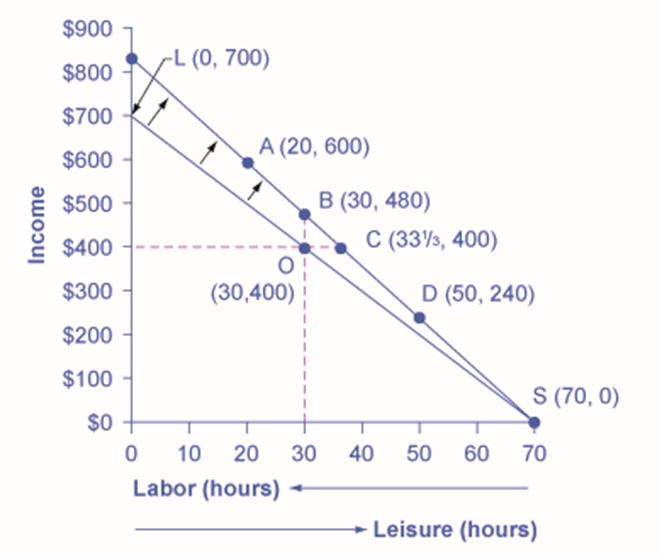 $900
$800
$700
$600
$500
$400
$300
$200
$100
$0
Income
L (0, 700)
A (20, 600)
B (30, 480)
C (33⅓, 400)
O
(30,400)
D (50, 240)
S (70, 0)
0 10 20 30 40 50 60 70
Labor (hours)
Leisure (hours)